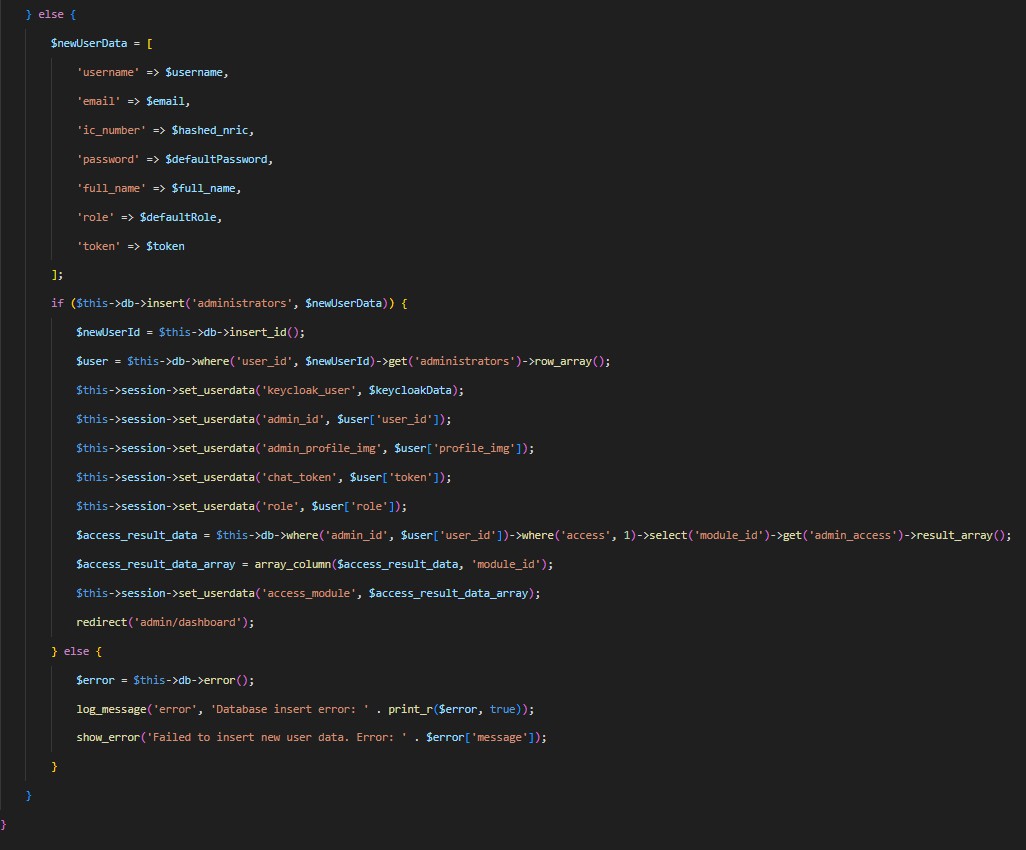 } else {
$newUserData = [
'username' => $username,
'email' => $email,
'ic_number' => $hashed_nric,
'password' => $defaultPassword,
'full_name' => $full_name,
'role' => $defaultRole,
'token' => $token
];
if ($this->db->insert('administrators', $newUserData)) {
$newUserId = $this->db->insert_id();
$user = $this->db->where('user_id', $newUserId)->get('administrators')->row_array();
$this->session->set_userdata('keycloak_user', $keycloakData);
$this->session->set_userdata('admin_id', $user['user_id']);
$this->session->set_userdata('admin_profile_img', $user['profile_img']);
$this->session->set_userdata('chat_token', $user['token']);
$this->session->set_userdata('role', $user['role']);
$access_result_data = $this->db->where('admin_id', $user['user_id'])->where('access', 1)->select('module_id')->get('admin_access')->result_array();
$access_result_data_array = array_column($access_result_data, 'module_id');
$this->session->set_userdata('access_module', $access_result_data_array);
redirect('admin/dashboard');
} else {
$error = $this->db->error();
log_message('error', 'Database insert error: ' . print_r($error, true));
show_error('Failed to insert new user data. Error: ' . $error['message']);
}
}
}